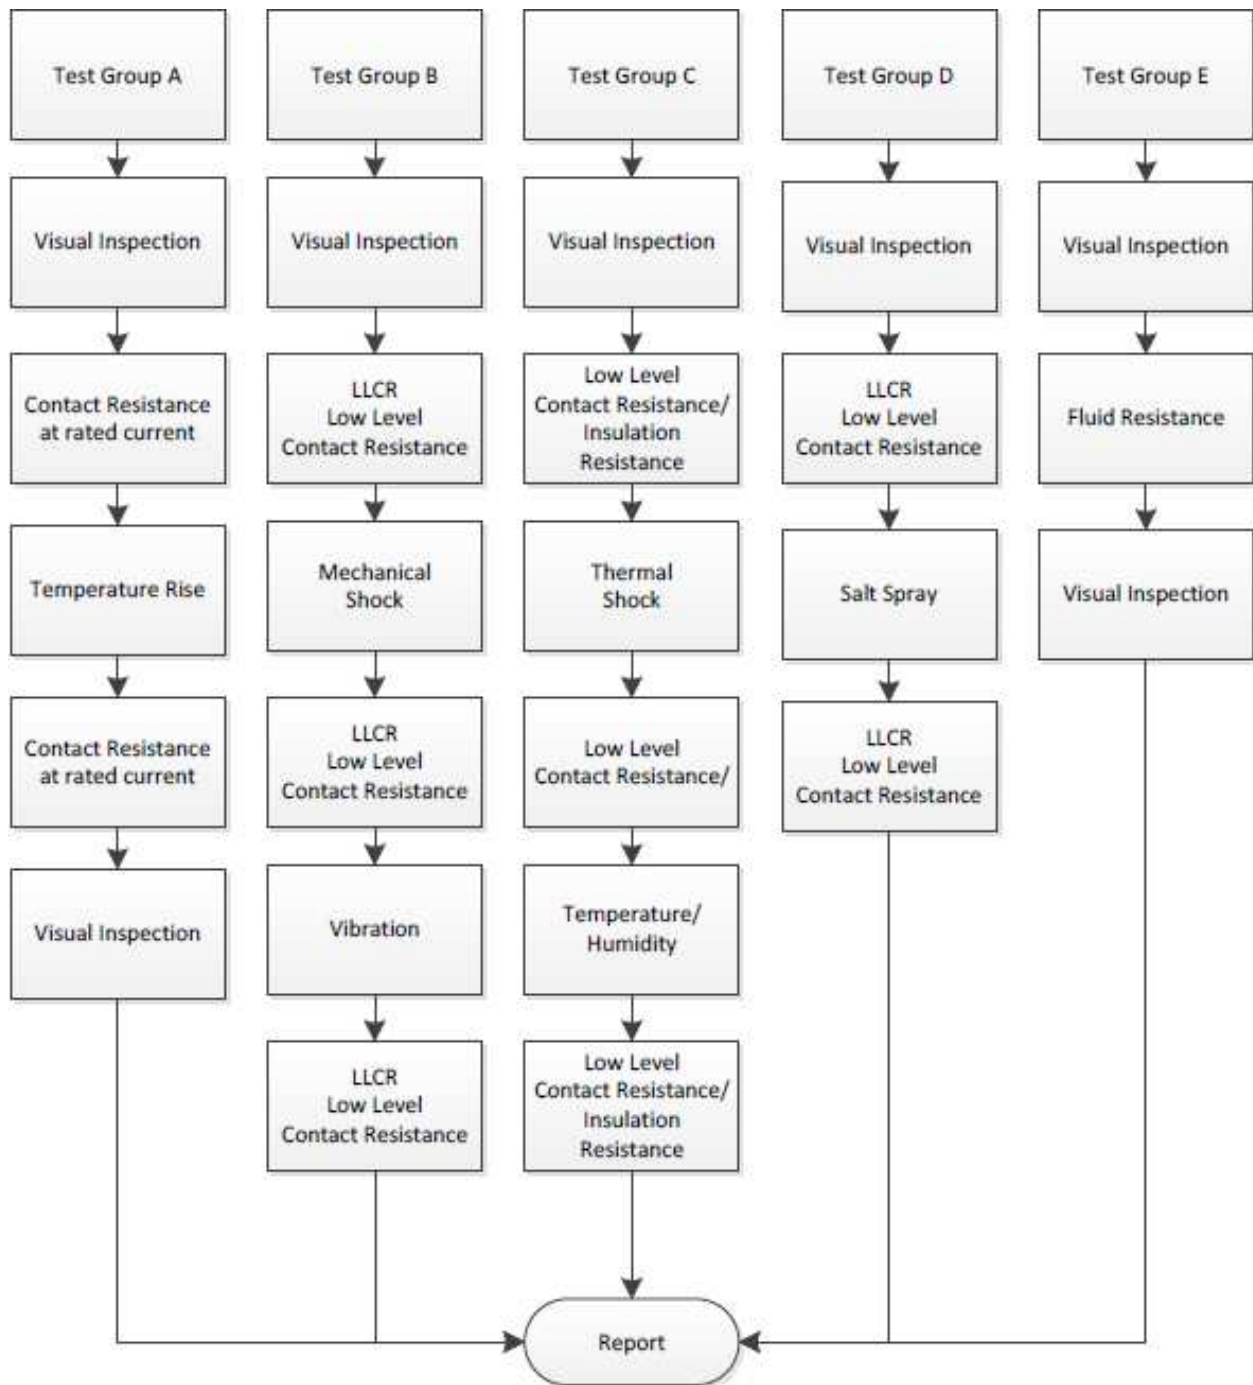 Test Group A
Test Group B
Test Group C
Test Group D
Test Group E
Visual Inspection
Visual Inspection
Visual Inspection
Visual Inspection
Visual Inspection
Contact Resistance
at rated current
LLCR
Low Level
Contact Resistance
Low Level
Contact Resistance/
Insulation
Resistance
LLCR
Low Level
Contact Resistance
Fluid Resistance
Temperature Rise
Mechanical
Shock
Thermal
Shock
Salt Spray
Visual Inspection
Contact Resistance
at rated current
LLCR
Low Level
Contact Resistance
Low Level
Contact Resistance/
LLCR
Low Level
Contact Resistance
Visual Inspection
Vibration
Temperature/
Humidity
LLCR
Low Level
Contact Resistance
Low Level
Contact Resistance/
Insulation
Resistance
Report